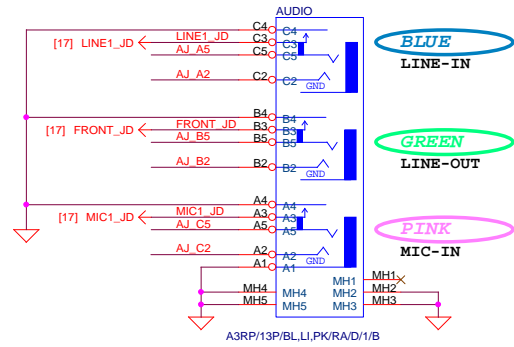 AUDIO
C4 C4
[17] LINE1_JD LINE1_JD C3 C3 BLUE
AJ_A5 C5 C5 LINE-IN
AJ_A2 C2 C2
GND
B4 B4
[17] FRONT_JD FRONT_JD B3 B3
AJ_B5 B5 B5 GREEN
LINE-OUT
AJ_B2 B2 B2
GND
A4 A4
[17] MIC1_JD MIC1_JD A3 A3
AJ_C5 A5 A5 PINK
MIC-IN
AJ_C2 A2 A2
A1 A1 GND
MH1 MH1
MH4 MH4 MH2 MH2
MH5 MH5 MH3 MH3
A3RP/13P/BL,LI,PK/RA/D/1/B